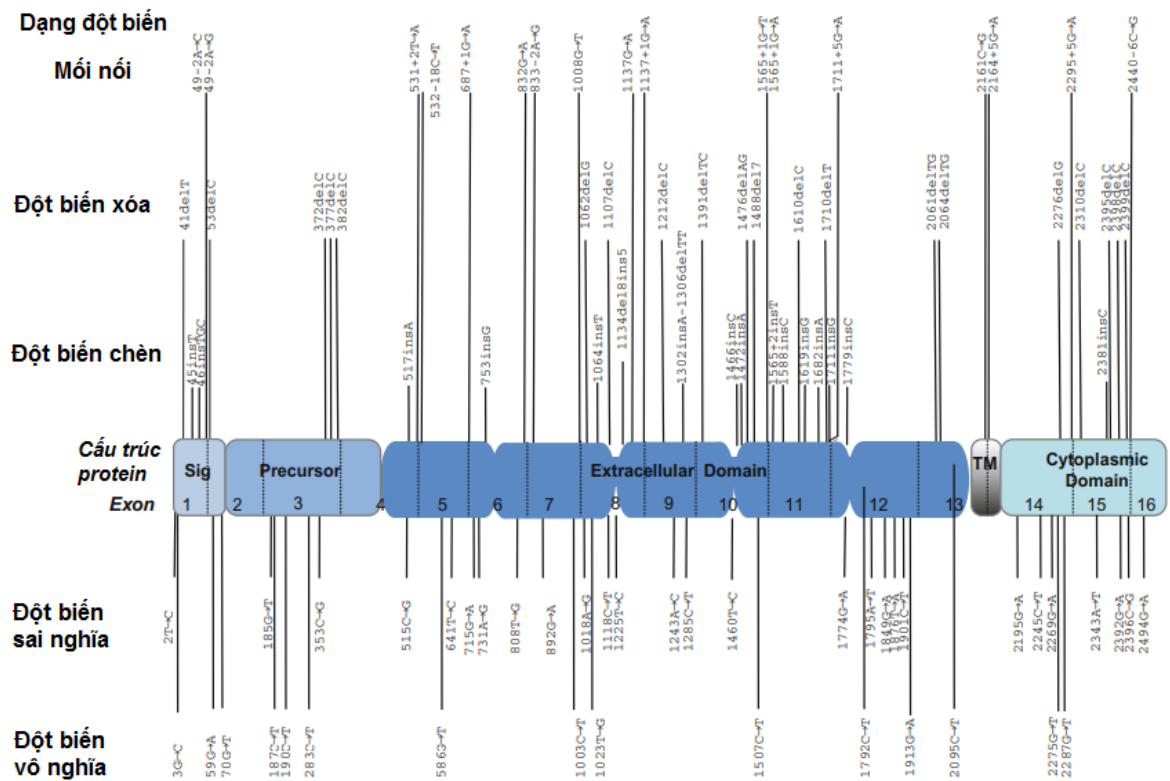 Dạng đột biến
Mối nối
49-2A→C
49-2A→G
531+2T→A
532-18C→T
687+1G→A
832G→A
833-2A→G
1008G→T
1137G→A
1137+1G→A
1565+1G→T
1565+1G→A
1711+5G→A
2161C→G
2164+5G→A
2295+5G→A
2440-6C→G
Đột biến xóa
41delT
53delC
372delC
377delC
382delC
1062delG
1107delC
1212delC
1391delTC
1476delAG
1488del7
1610delC
1710delT
2061delTG
2064delTG
2276delG
2310delC
2395delC
2398delC
2399delC
Đột biến chèn
45insT
46insTGC
517insA
753insG
1064insT
1134del8ins5
1302insA-1306delTT
1466insC
1472insA
1565+2insT
1588insC
1619insG
1682insA
1711insG
1779insC
2381insC
Cấu trúc
protein
Sig
Precursor
Extracellular Domain
TM
Cytoplasmic
Domain
Exon
1 2 3 4 5 6 7 8 9 10 11 12 13 14 15 16
Đột biến
sai nghĩa
2T→C
185G→T
353C→G
515C→G
641T→C
715G→A
731A→G
808T→G
892G→A
1018A→G
1118C→T
1225T→C
1243A→C
1285C→T
1460T→C
1774G→A
1795A→T
1849G→A
1876T→A
1901C→T
2195G→A
2245C→T
2269G→A
2343A→T
2392G→A
2396C→G
2494G→A
Đột biến
vô nghĩa
3G→C
59G→A
70G→T
187C→T
190C→T
283C→T
586G→T
1003C→T
1023T→G
1507C→T
1792C→T
1913G→A
2095C→T
2275G→T
2287G→T